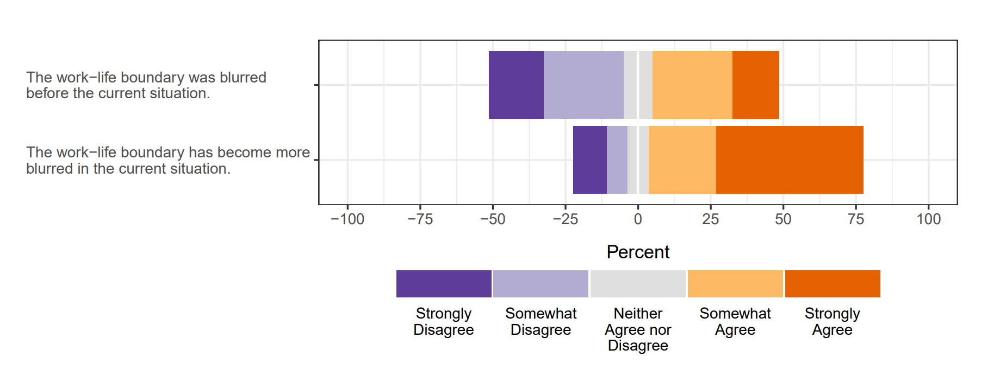 The work−life boundary was blurred
before the current situation.
The work−life boundary has become more
blurred in the current situation.
−100 −75 −50 −25 0 25 50 75 100
Percent
Strongly Somewhat Neither Somewhat Strongly
Disagree Disagree Agree nor Agree Agree
Disagree